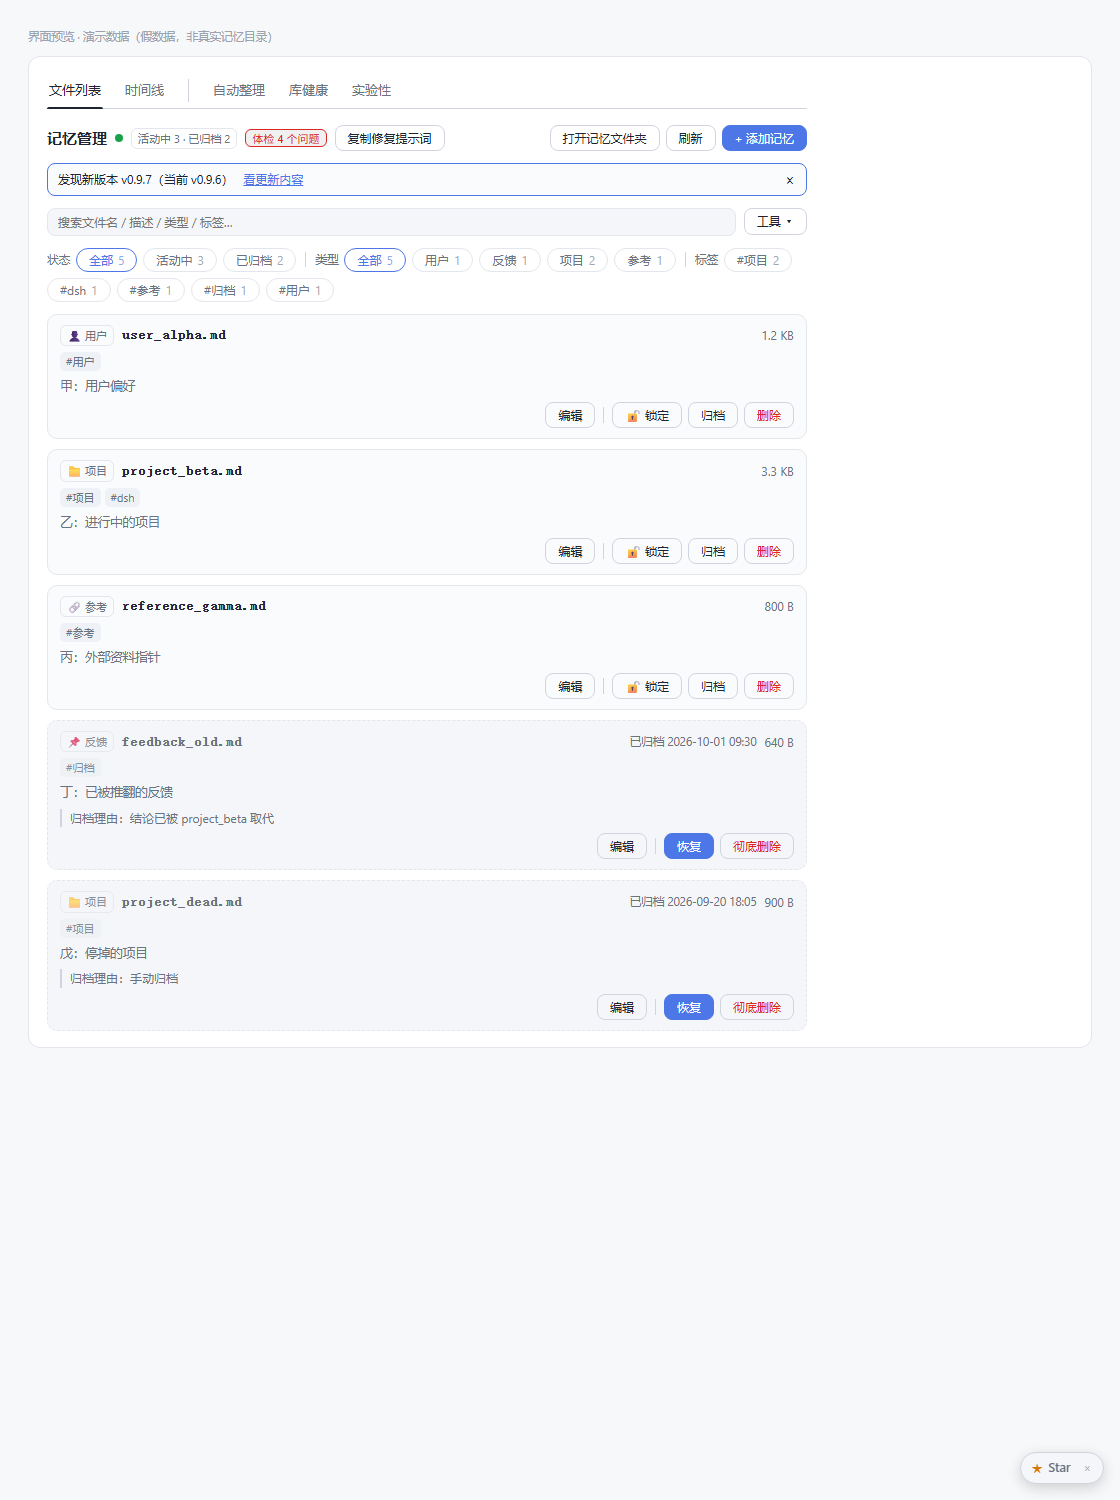 界面预览 · 演示数据（假数据，非真实记忆目录）
文件列表 时间线 自动整理 库健康 实验性
记忆管理 活动中 3 · 已归档 2 体检 4 个问题 复制修复提示词 打开记忆文件夹 刷新 + 添加记忆
发现新版本 v0.9.7（当前 v0.9.6） 看更新内容 ×
搜索文件名 / 描述 / 类型 / 标签... 工具 ▾
状态 全部 5 活动中 3 已归档 2 类型 全部 5 用户 1 反馈 1 项目 2 参考 1 标签 #项目 2
#dsh 1 #参考 1 #归档 1 #用户 1
用户 user_alpha.md 1.2 KB
#用户
甲：用户偏好
编辑 锁定 归档 删除
项目 project_beta.md 3.3 KB
#项目 #dsh
乙：进行中的项目
编辑 锁定 归档 删除
参考 reference_gamma.md 800 B
#参考
丙：外部资料指针
编辑 锁定 归档 删除
反馈 feedback_old.md 已归档 2026-10-01 09:30 640 B
#归档
丁：已被推翻的反馈
归档理由：结论已被 project_beta 取代
编辑 恢复 彻底删除
项目 project_dead.md 已归档 2026-09-20 18:05 900 B
#项目
戊：停掉的项目
归档理由：手动归档
编辑 恢复 彻底删除
★ Star ×